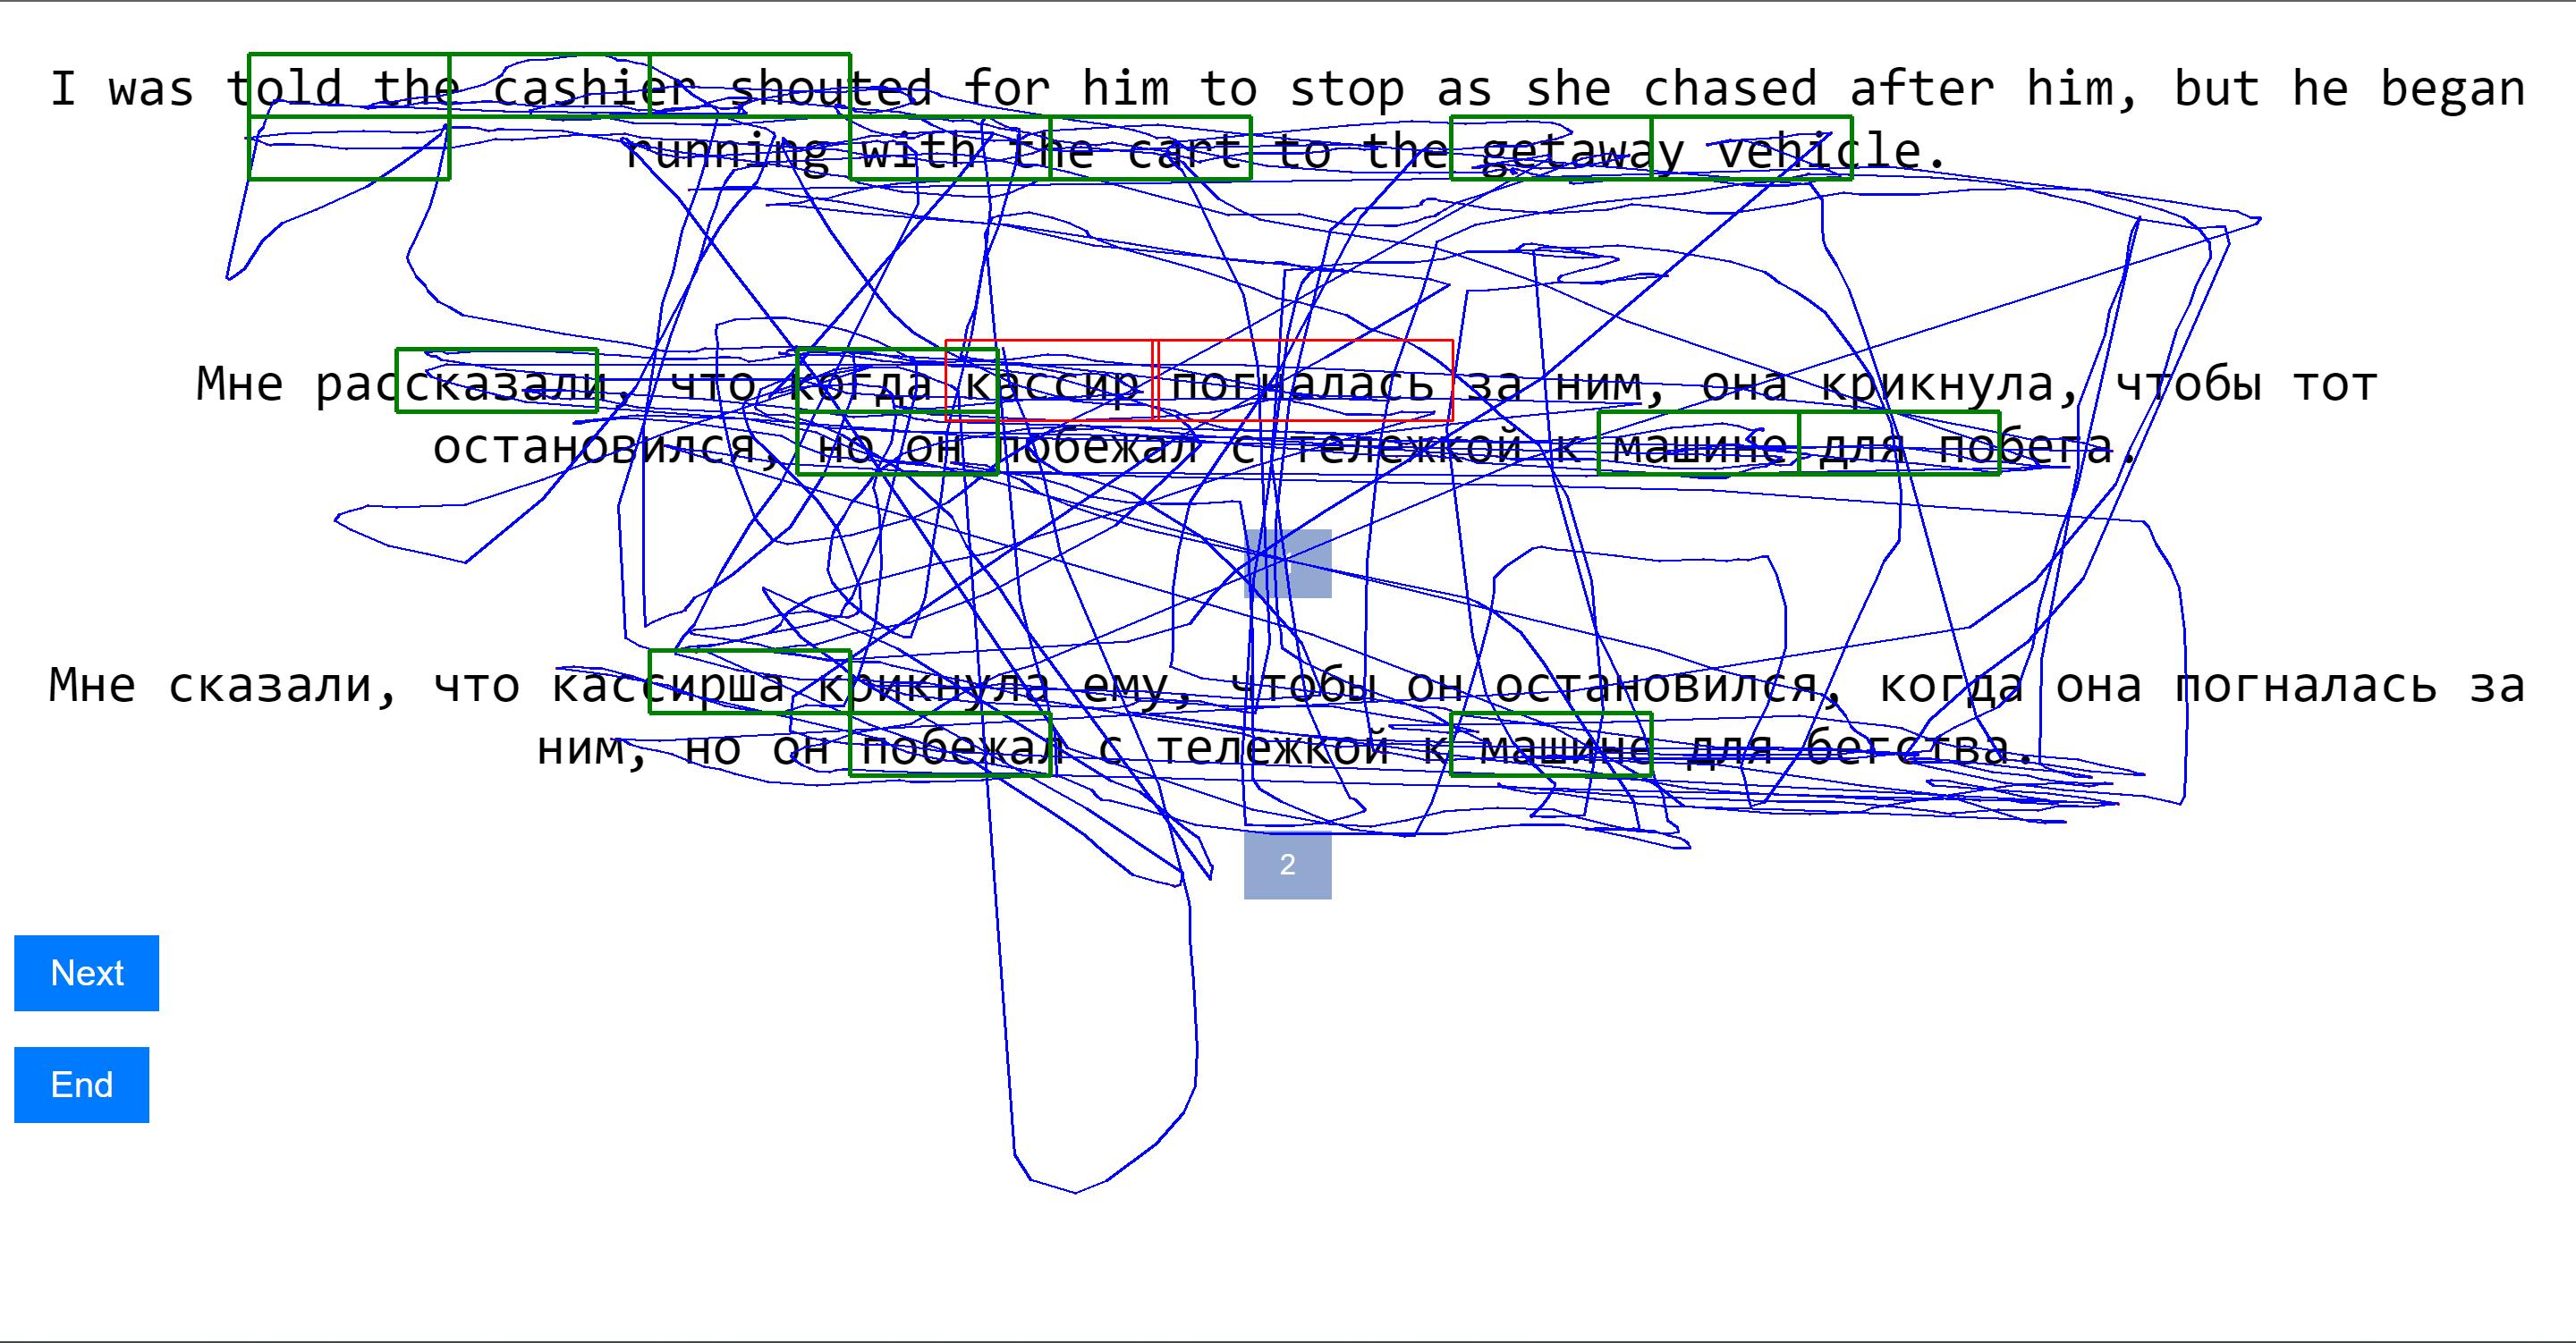 I was told the cashier shouted for him to stop as she chased after him, but he began
running with the cart to the getaway vehicle.
Мне рассказали, что когда кассир погналась за ним, она крикнула, чтобы тот
остановился, но он побежал с тележкой к машине для побега.
Мне сказали, что кассирша крикнула ему, чтобы он остановился, когда она погналась за
ним, но он побежал с тележкой к машине для бегства.
2
Next
End